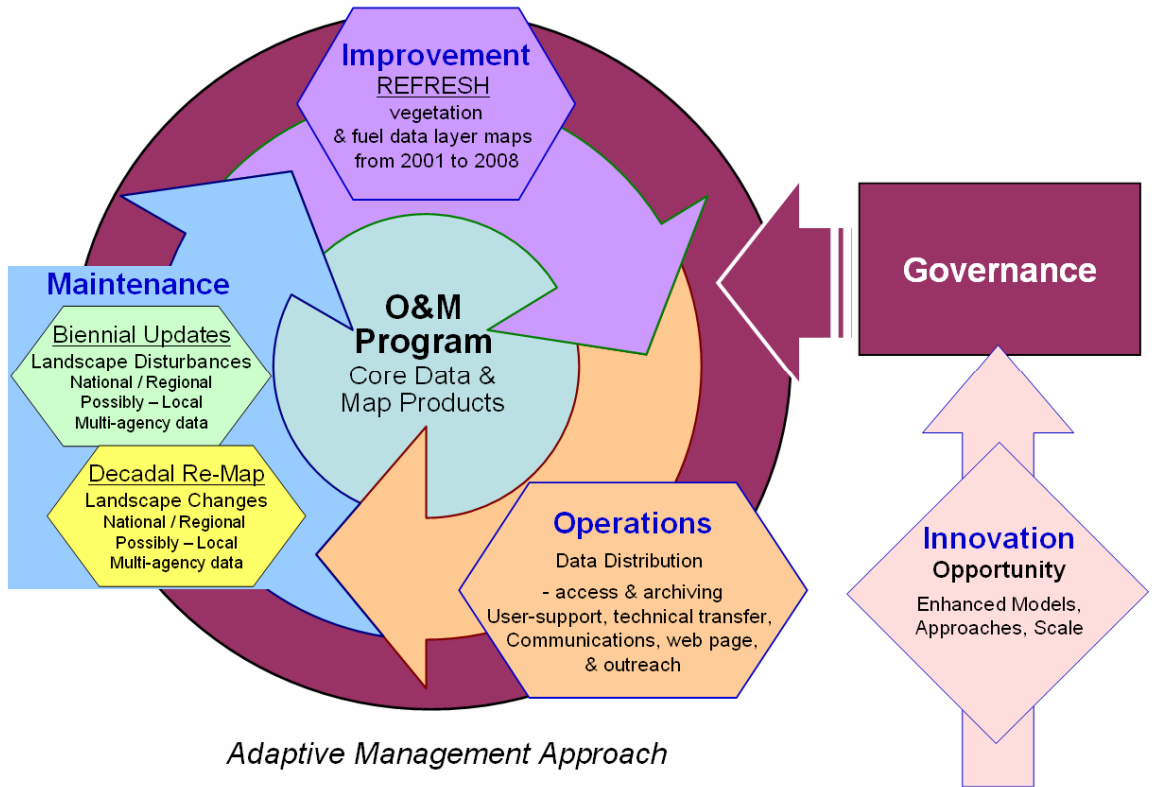 Improvement
REFRESH
vegetation
& fuel data layer maps
from 2001 to 2008
Maintenance
Biennial Updates
Landscape Disturbances
National / Regional
Possibly – Local
Multi-agency data
Decadal Re-Map
Landscape Changes
National / Regional
Possibly – Local
Multi-agency data
O&M
Program
Core Data &
Map Products
Operations
Data Distribution
- access & archiving
User-support, technical transfer,
Communications, web page,
& outreach
Governance
Innovation
Opportunity
Enhanced Models,
Approaches, Scale
Adaptive Management Approach